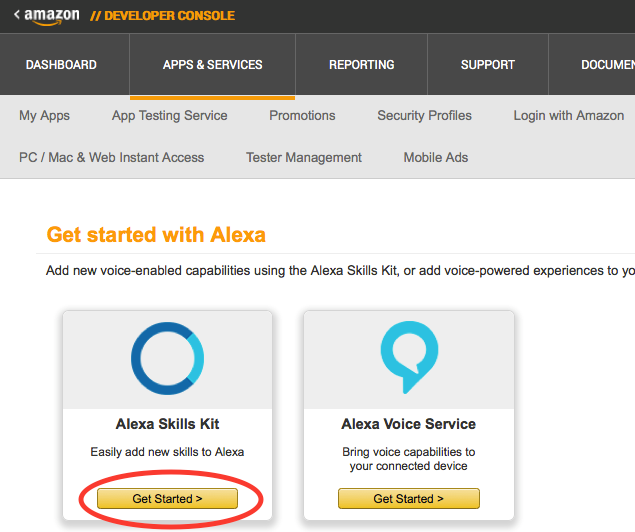 < amazon // DEVELOPER CONSOLE
DASHBOARD APPS & SERVICES REPORTING SUPPORT DOCUMEN
My Apps App Testing Service Promotions Security Profiles Login with Amazon
PC / Mac & Web Instant Access Tester Management Mobile Ads
Get started with Alexa
Add new voice-enabled capabilities using the Alexa Skills Kit, or add voice-powered experiences to yo
Alexa Skills Kit
Easily add new skills to Alexa
Get Started >
Alexa Voice Service
Bring voice capabilities to
your connected device
Get Started >